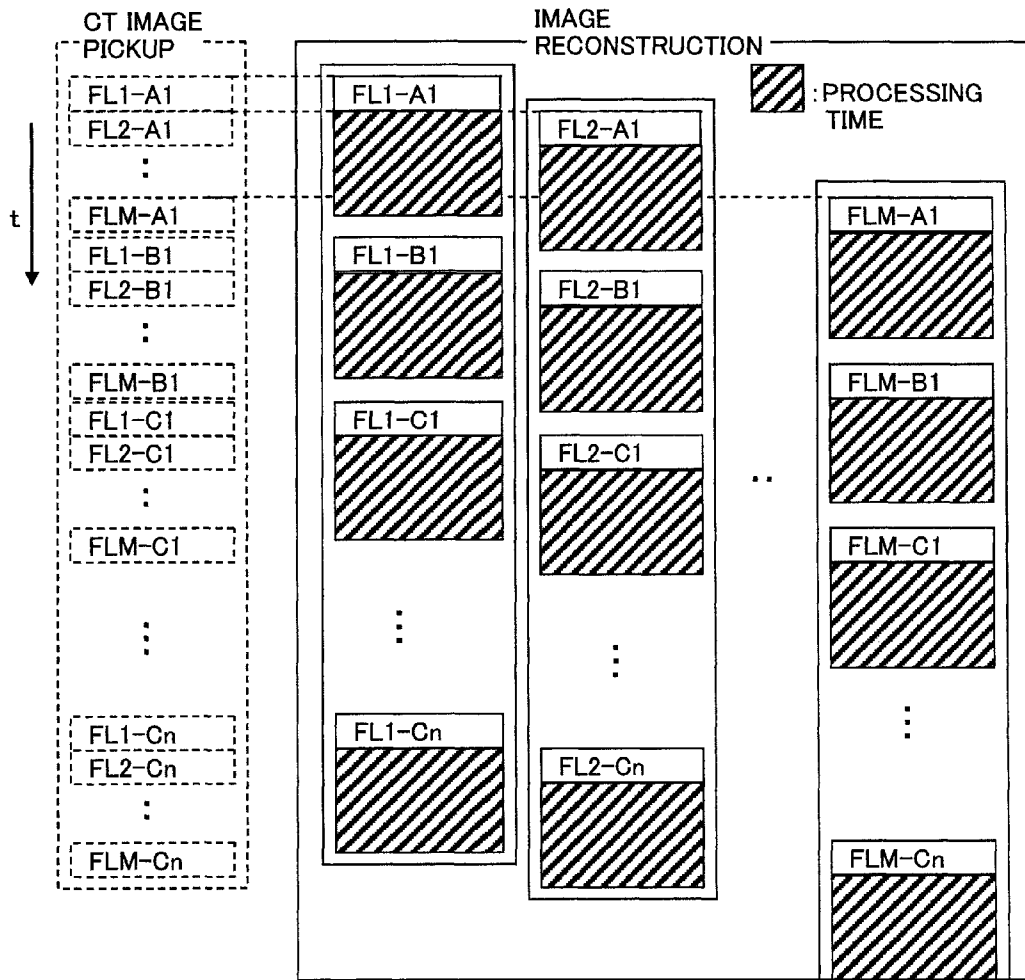 CT IMAGE
PICKUP
IMAGE
RECONSTRUCTION
:PROCESSING
TIME
t
FL1-A1
FL2-A1
FLM-A1
FL1-B1
FL2-B1
FLM-B1
FL1-C1
FL2-C1
FLM-C1
FL1-Cn
FL2-Cn
FLM-Cn
FL1-A1
FL1-B1
FL1-C1
FL1-Cn
FL2-A1
FL2-B1
FL2-C1
FL2-Cn
FLM-A1
FLM-B1
FLM-C1
FLM-Cn